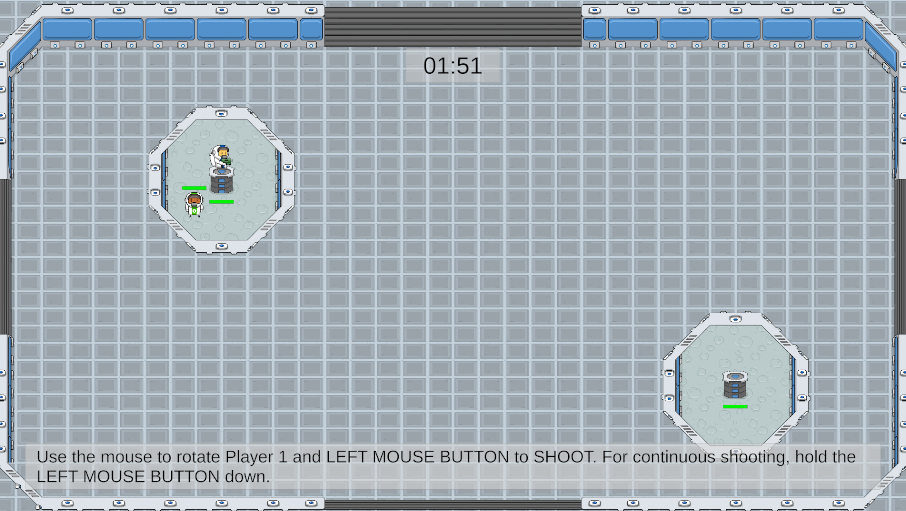 01:51
Use the mouse to rotate Player 1 and LEFT MOUSE BUTTON to SHOOT. For continuous shooting, hold the
LEFT MOUSE BUTTON down.